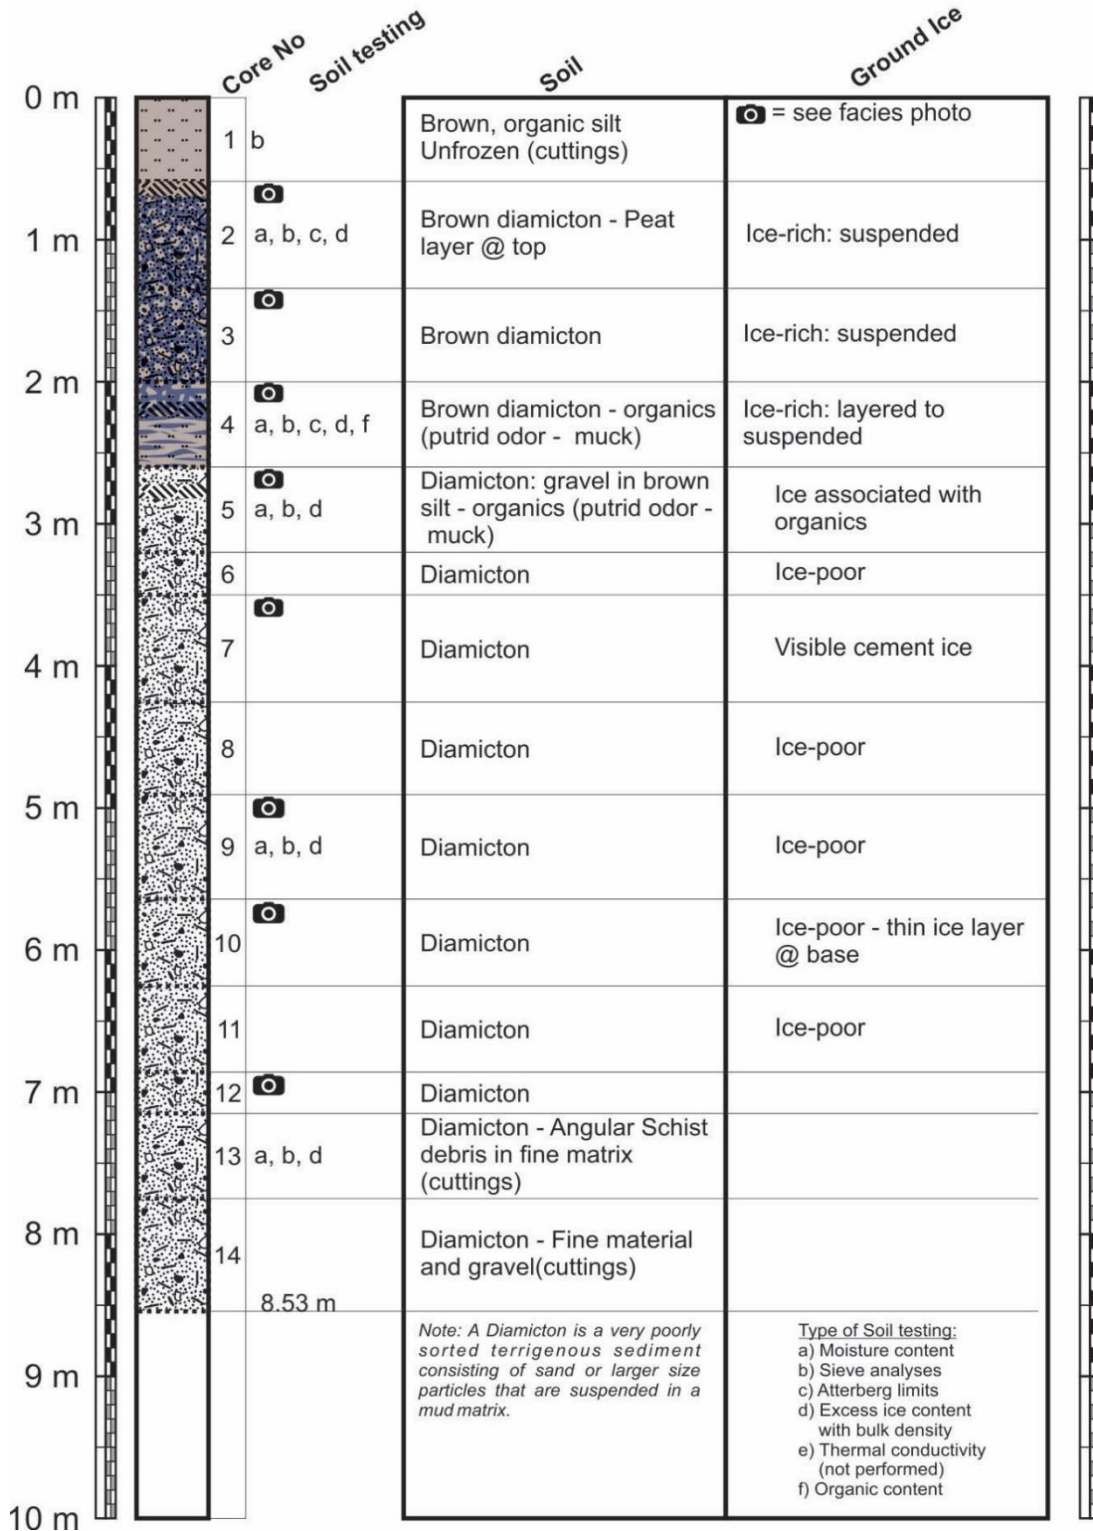 Core No
Soil testing
Soil
Ground Ice
0 m
1 m
2 m
3 m
4 m
5 m
6 m
7 m
8 m
9 m
10 m
1 b
Brown, organic silt
Unfrozen (cuttings)
= see facies photo
2 a, b, c, d
Brown diamicton - Peat
layer @ top
Ice-rich: suspended
3
Brown diamicton
Ice-rich: suspended
4 a, b, c, d, f
Brown diamicton - organics
(putrid odor - muck)
Ice-rich: layered to
suspended
5 a, b, d
Diamicton: gravel in brown
silt - organics (putrid odor -
muck)
Ice associated with
organics
6
Diamicton
Ice-poor
7
Diamicton
Visible cement ice
8
Diamicton
Ice-poor
9 a, b, d
Diamicton
Ice-poor
10
Diamicton
Ice-poor - thin ice layer
@ base
11
Diamicton
Ice-poor
12
Diamicton
13 a, b, d
Diamicton - Angular Schist
debris in fine matrix
(cuttings)
14
Diamicton - Fine material
and gravel(cuttings)
8.53 m
Note: A Diamicton is a very poorly
sorted terrigenous sediment
consisting of sand or larger size
particles that are suspended in a
mud matrix.
Type of Soil testing:
a) Moisture content
b) Sieve analyses
c) Atterberg limits
d) Excess ice content
with bulk density
e) Thermal conductivity
(not performed)
f) Organic content